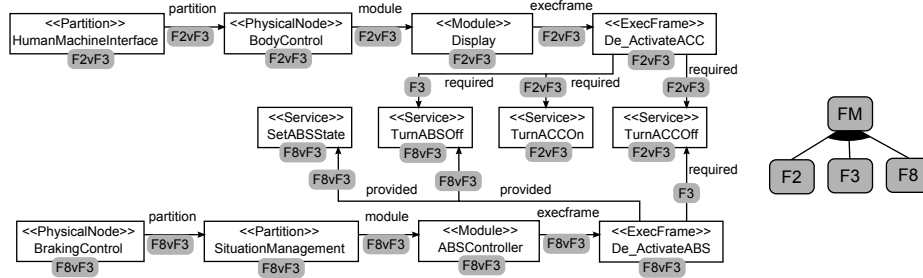 <<Partition>> partition <<PhysicalNode>> module <<Module>> execframe <<ExecFrame>>
HumanMachineInterface F2vF3 BodyControl F2vF3 Display F2vF3 De_ActivateACC
F2vF3 F2vF3 F2vF3 F2vF3
required required required
F3 F2vF3 F2vF3
<<Service>> <<Service>> <<Service>> <<Service>>
SetABSState TurnABSOff TurnACCOn TurnACCOff
F8vF3 F8vF3 F2vF3 F2vF3
F8vF3 F8vF3 required
provided provided F3
partition module execframe
<<PhysicalNode>> <<Partition>> <<Module>> <<ExecFrame>>
BrakingControl F8vF3 SituationManagement F8vF3 ABSController F8vF3 De_ActivateABS
F8vF3 F8vF3 F8vF3 F8vF3
FM
F2 F3 F8